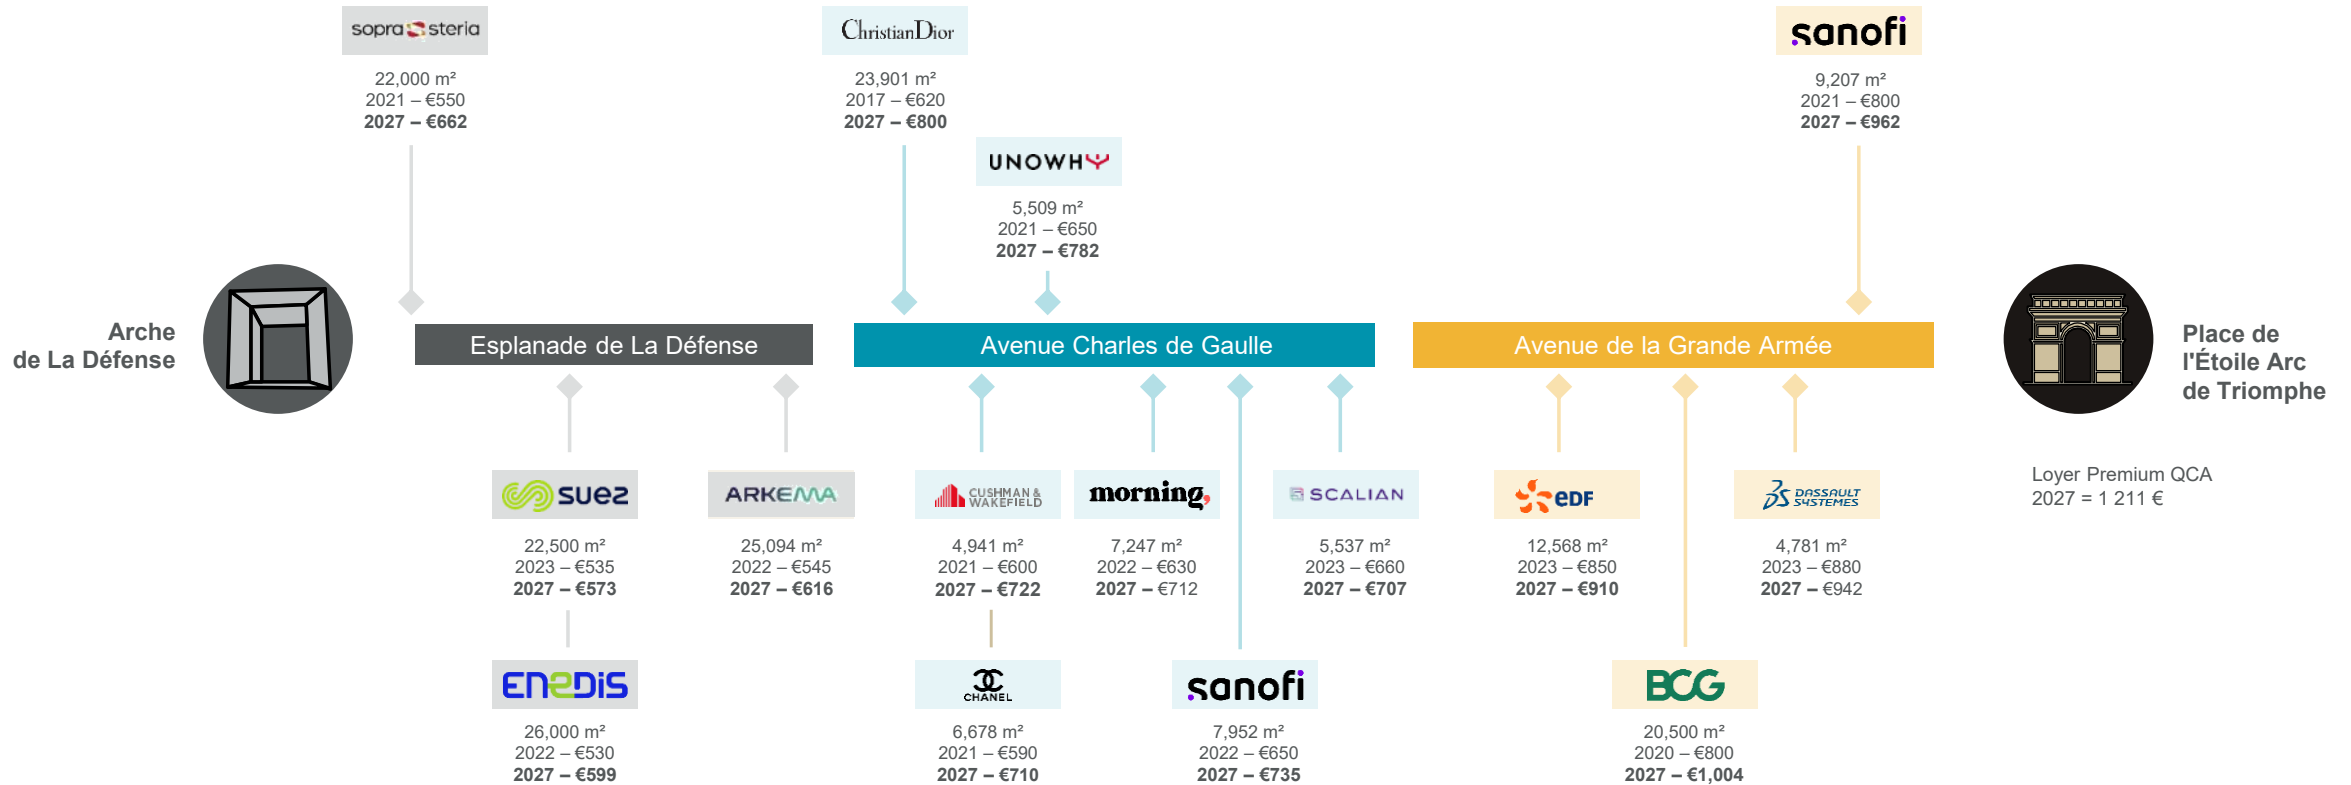 sopra steria
22,000 m²
2021 – €550
2027 – €662
Christian Dior
23,901 m²
2017 – €620
2027 – €800
UNOWHY
5,509 m²
2021 – €650
2027 – €782
sanofi
9,207 m²
2021 – €800
2027 – €962
Arche
de La Défense
Esplanade de La Défense
Avenue Charles de Gaulle
Avenue de la Grande Armée
Place de
l'Étoile Arc
de Triomphe
Loyer Premium QCA
2027 = 1 211 €
suez
22,500 m²
2023 – €535
2027 – €573
ARKEMA
25,094 m²
2022 – €545
2027 – €616
CUSHMAN &
WAKEFIELD
4,941 m²
2021 – €600
2027 – €722
morning,
7,247 m²
2022 – €630
2027 – €712
SCALIAN
5,537 m²
2023 – €660
2027 – €707
eDF
12,568 m²
2023 – €850
2027 – €910
3DS DASSAULT
SYSTEMES
4,781 m²
2023 – €880
2027 – €942
ENEDIS
26,000 m²
2022 – €530
2027 – €599
CHANEL
6,678 m²
2021 – €590
2027 – €710
sanofi
7,952 m²
2022 – €650
2027 – €735
BCG
20,500 m²
2020 – €800
2027 – €1,004